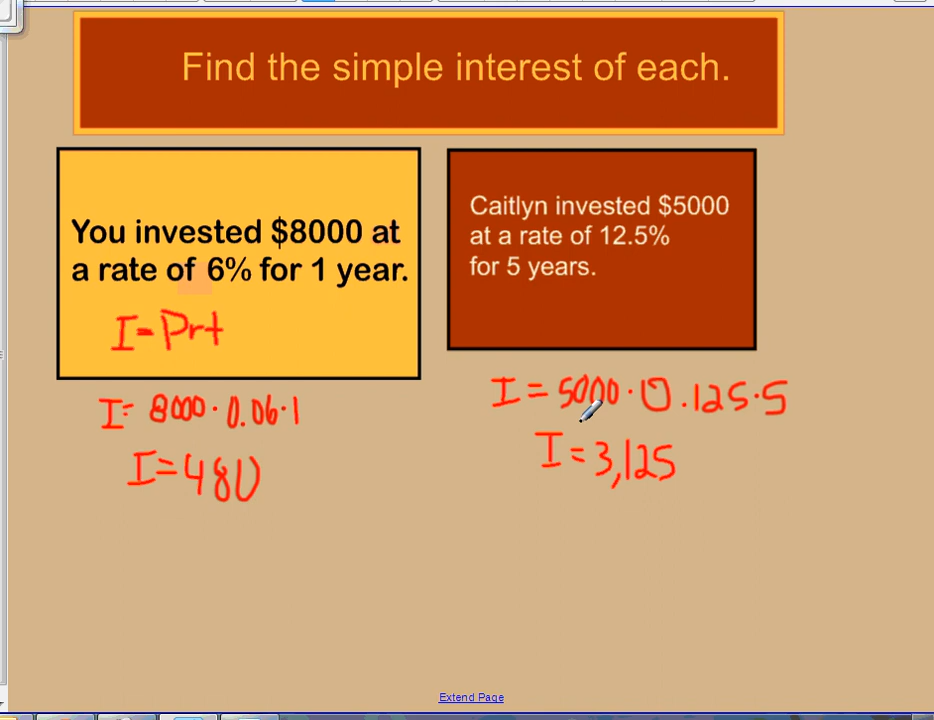 Find the simple interest of each.
You invested $8000 at
a rate of 6% for 1 year.
I=Prt
I=8000·0.06·1
I=480
Caitlyn invested $5000
at a rate of 12.5%
for 5 years.
I=5000·0.125·5
I=3,125
Extend Page